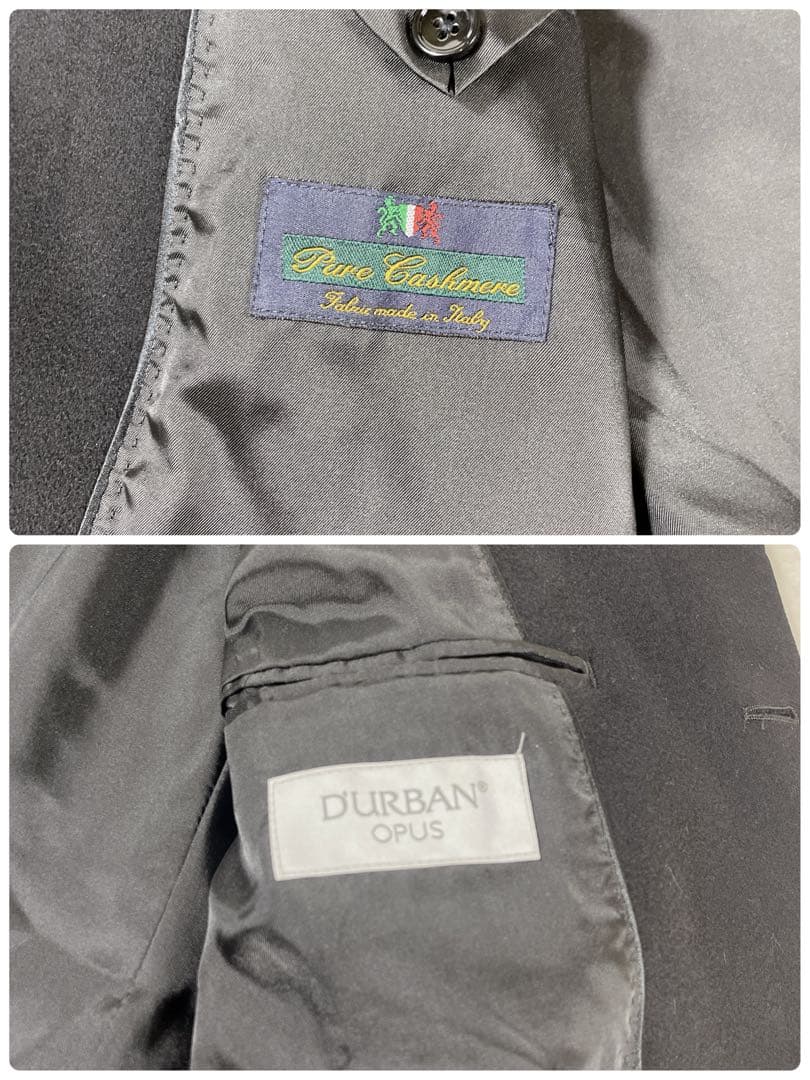 Pure Cashmere
Fabric made in Italy
D'URBAN®
OPUS